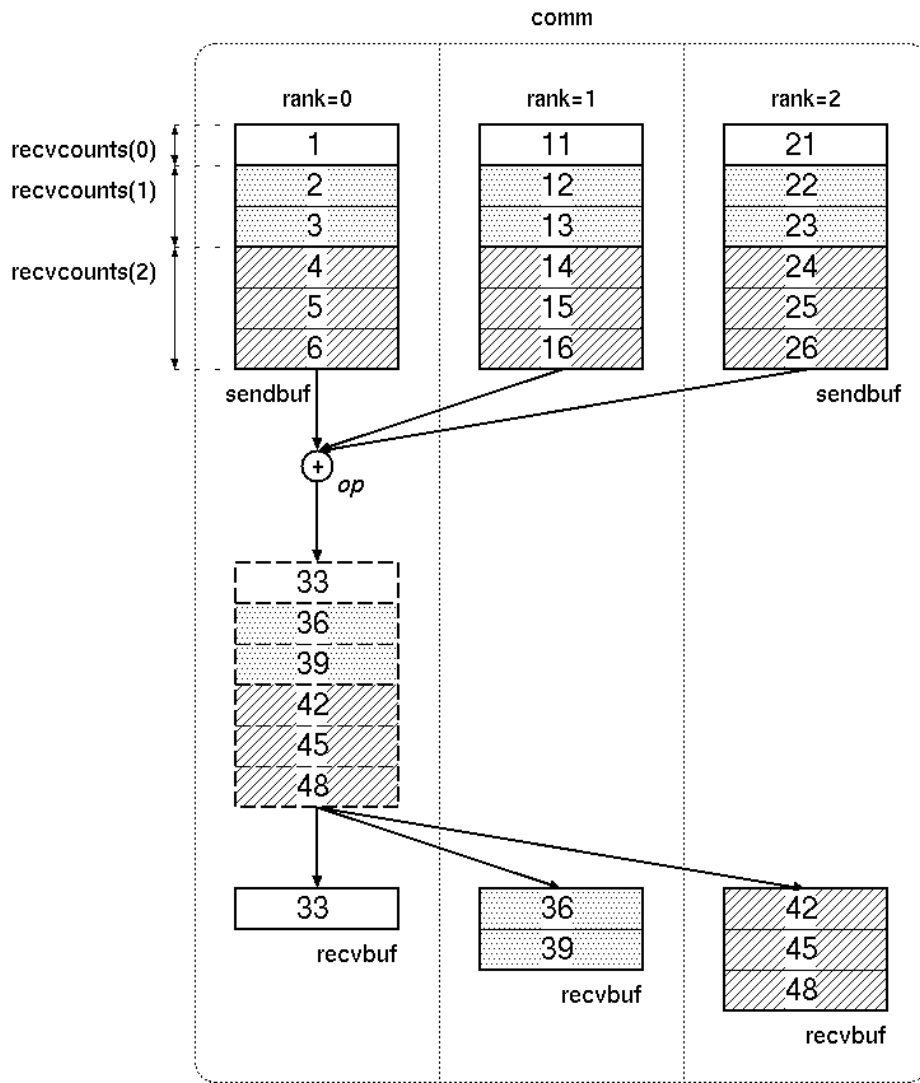 comm
rank=0 rank=1 rank=2
recvcounts(0) 1 11 21
recvcounts(1) 2 12 22
3 13 23
recvcounts(2) 4 14 24
5 15 25
6 16 26
sendbuf sendbuf
+
op
33
36
39
42
45
48
33 36 42
recvbuf 39 45
recvbuf 48
recvbuf